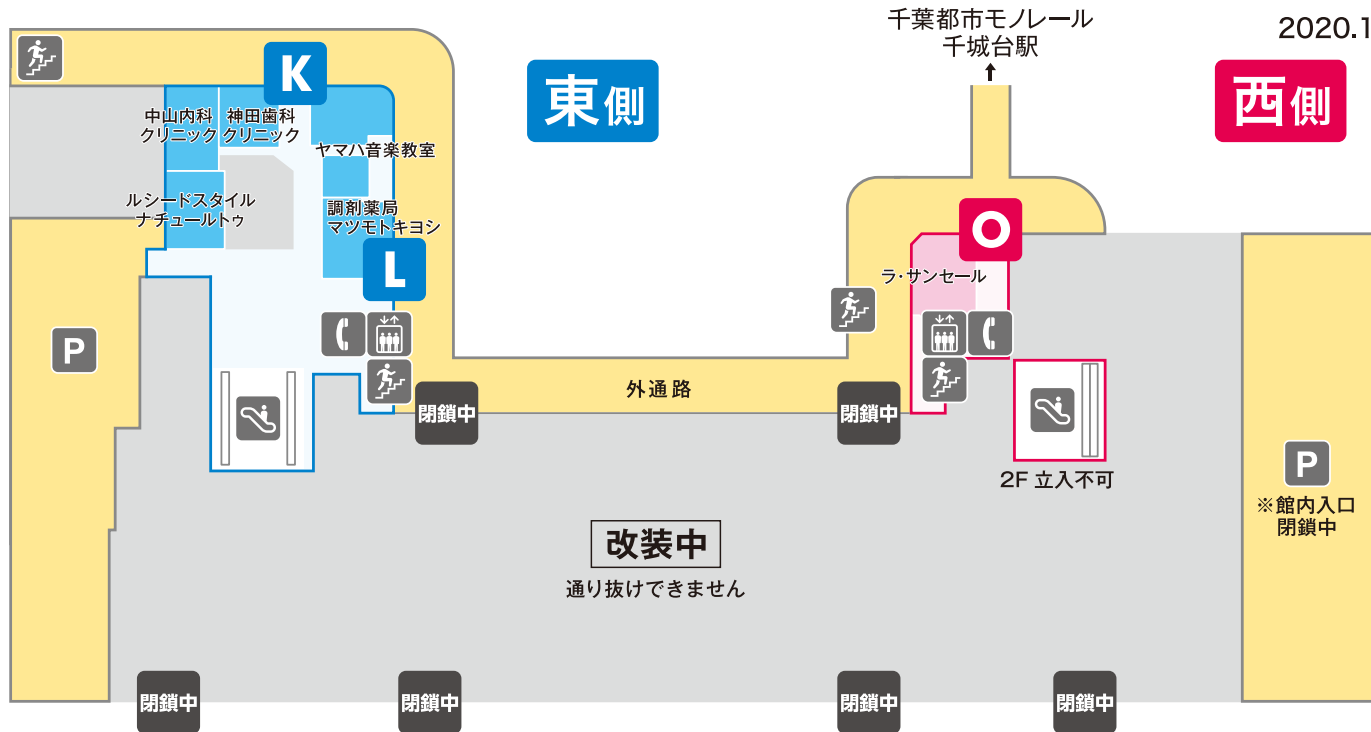 千葉都市モノレール
千城台駅
2020.1
K
東側
西側
中山内科
クリニック
神田歯科
クリニック
ヤマハ音楽教室
ルシードスタイル
ナチュールトゥ
調剤薬局
マツモトキヨシ
L
O
ラ・サンセール
P
外通路
閉鎖中
閉鎖中
2F 立入不可
P
※館内入口
閉鎖中
改装中
通り抜けできません
閉鎖中
閉鎖中
閉鎖中
閉鎖中